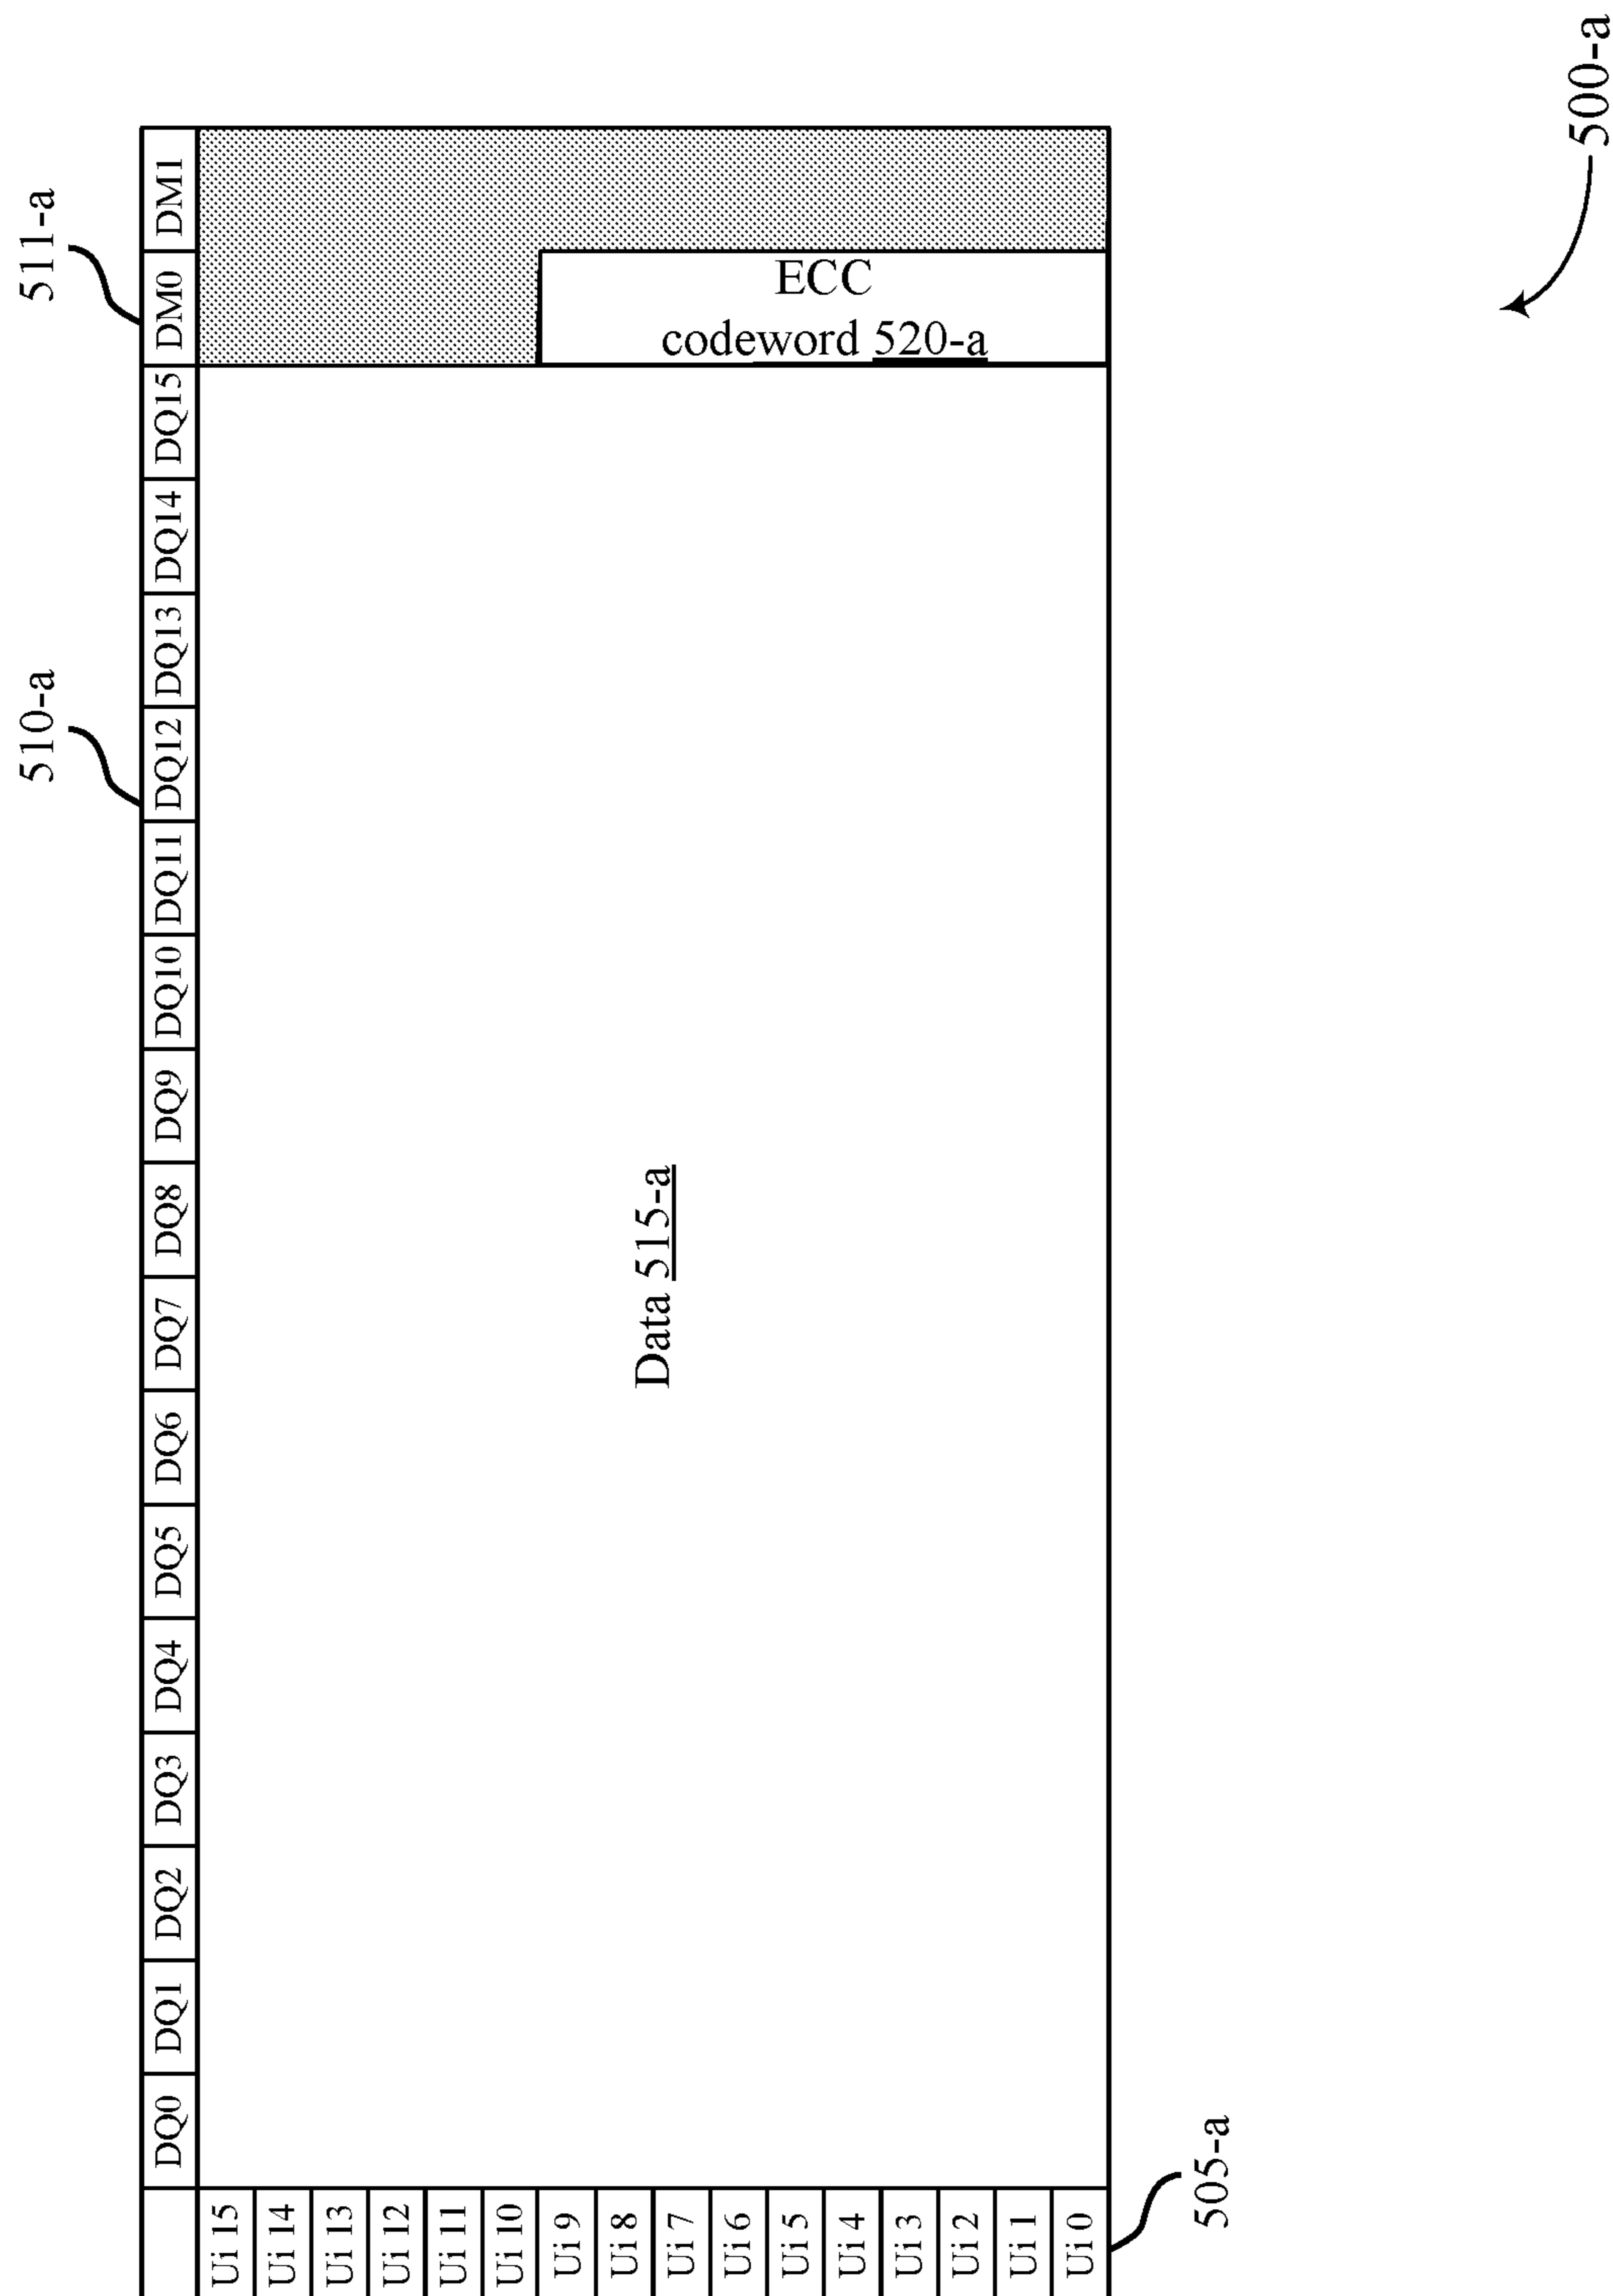 500-a
510-a
511-a
DQ0 DQ1 DQ2 DQ3 DQ4 DQ5 DQ6 DQ7 DQ8 DQ9 DQ10 DQ11 DQ12 DQ13 DQ14 DQ15 DM0 DM1
Ui 15
Ui 14
Ui 13
Ui 12
Ui 11
Ui 10
Ui 9
Ui 8
Ui 7
Ui 6
Ui 5
Ui 4
Ui 3
Ui 2
Ui 1
Ui 0
Data 515-a
ECC
codeword 520-a
505-a